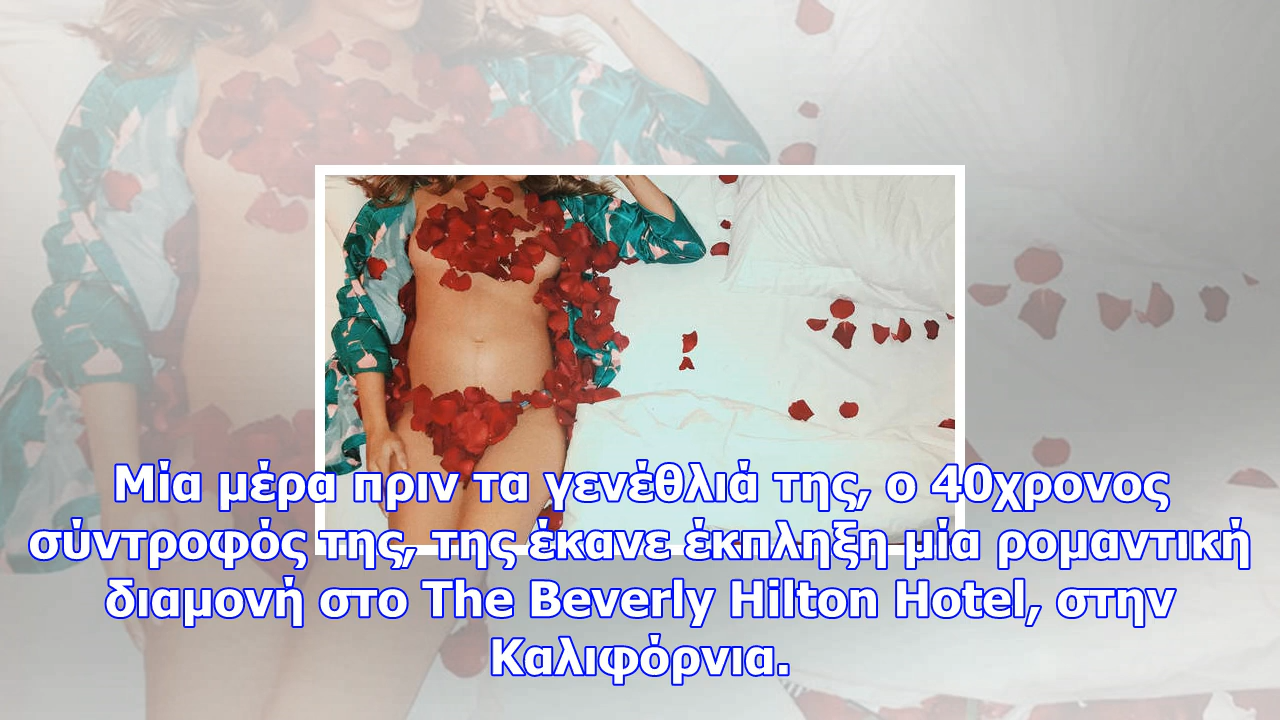 Μία μέρα πριν τα γενέθλιά της, ο 40χρονος
σύντροφός της, της έκανε έκπληξη μία ρομαντική
διαμονή στο The Beverly Hilton Hotel, στην
Καλιφόρνια.